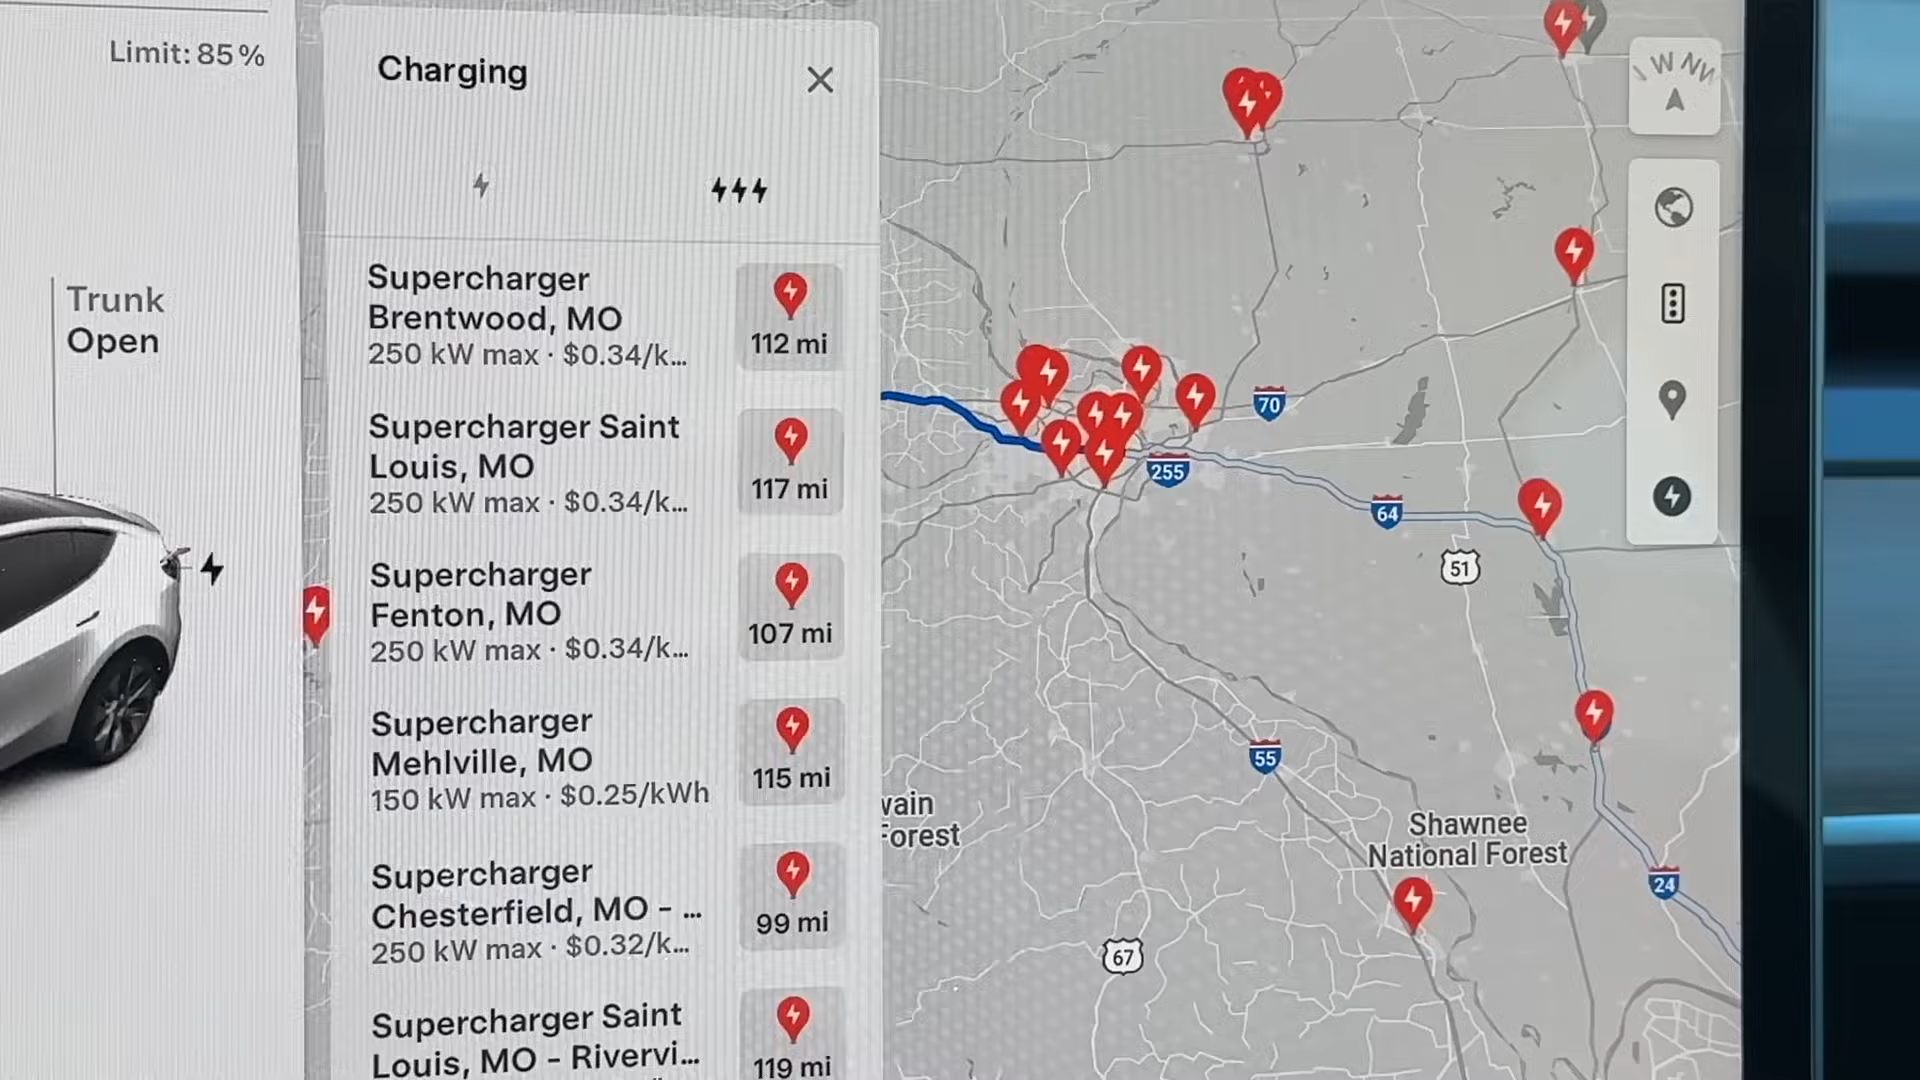 Limit: 85%
Trunk
Open
Charging
Supercharger
Brentwood, MO
250 kW max · $0.34/k...
112 mi
Supercharger Saint
Louis, MO
250 kW max · $0.34/k...
117 mi
Supercharger
Fenton, MO
250 kW max · $0.34/k...
107 mi
Supercharger
Mehlville, MO
150 kW max · $0.25/kWh
115 mi
Supercharger
Chesterfield, MO - ...
250 kW max · $0.32/k...
99 mi
Supercharger Saint
Louis, MO - Rivervi...
119 mi
W NW
70
255
64
51
55
vain
Forest
Shawnee
National Forest
24
67